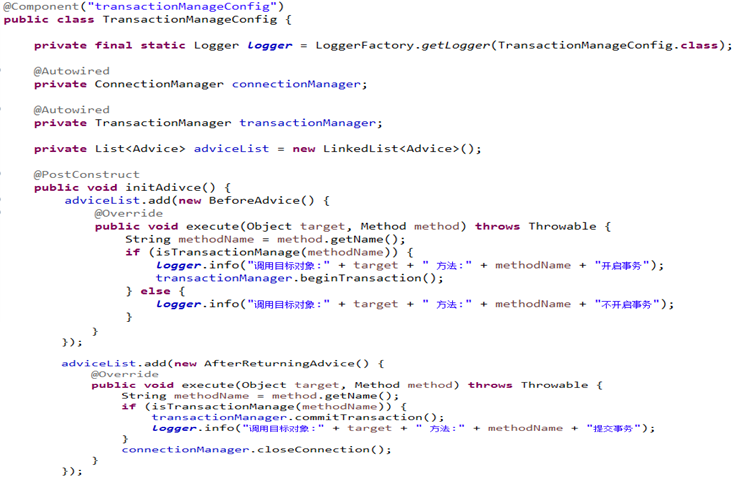 @Component("transactionManageConfig")
public class TransactionManageConfig {
private final static Logger logger = LoggerFactory.getLogger(TransactionManageConfig.class);
@Autowired
private ConnectionManager connectionManager;
@Autowired
private TransactionManager transactionManager;
private List<Advice> adviceList = new LinkedList<Advice>();
@PostConstruct
public void initAdivce() {
adviceList.add(new BeforeAdvice() {
@Override
public void execute(Object target, Method method) throws Throwable {
String methodName = method.getName();
if (isTransactionManage(methodName)) {
logger.info("调用目标对象:" + target + " 方法:" + methodName + "开启事务");
transactionManager.beginTransaction();
} else {
logger.info("调用目标对象:" + target + " 方法:" + methodName + "不开启事务");
}
}
});
adviceList.add(new AfterReturningAdvice() {
@Override
public void execute(Object target, Method method) throws Throwable {
String methodName = method.getName();
if (isTransactionManage(methodName)) {
transactionManager.commitTransaction();
logger.info("调用目标对象:" + target + " 方法:" + methodName + "提交事务");
}
connectionManager.closeConnection();
}
});